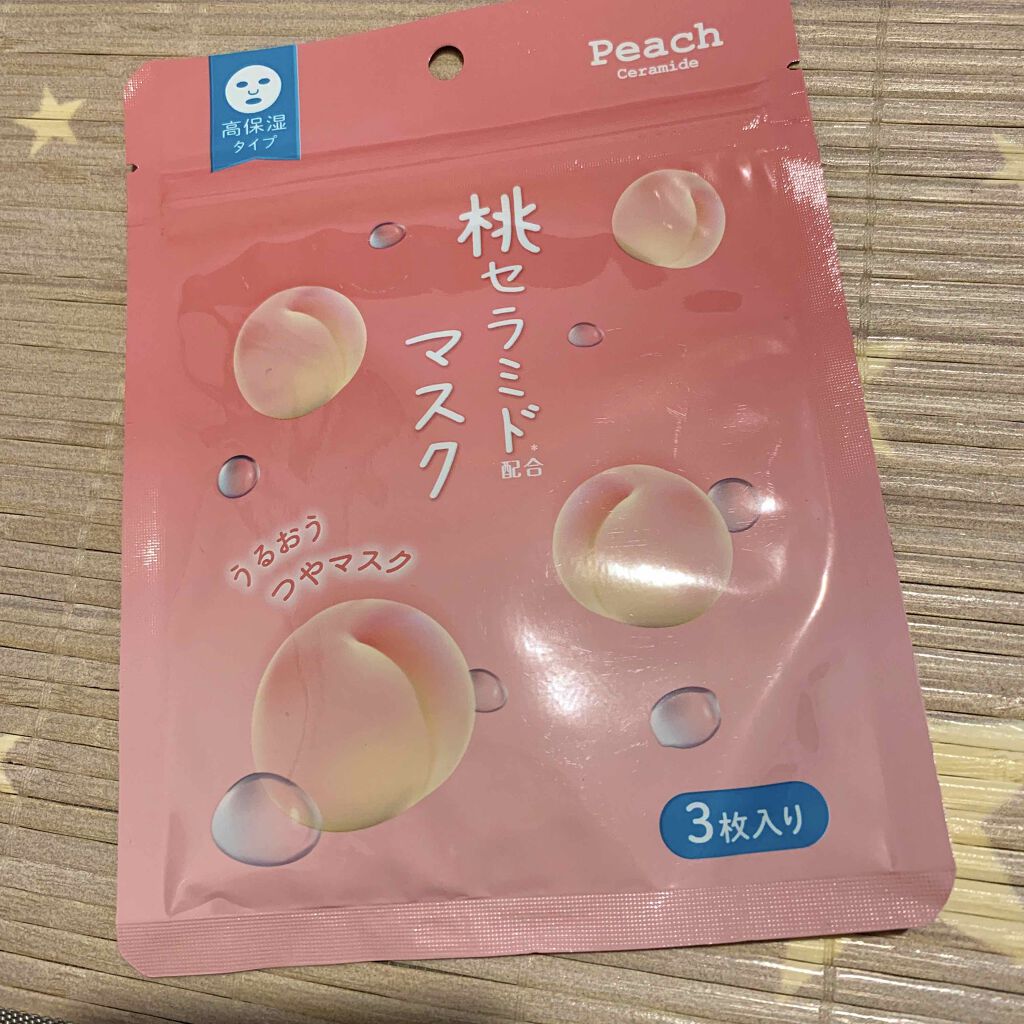 Peach
Ceramide
高保湿
タイプ
桃セラミド*配合
マスク
うるおう
つやマスク
3枚入り